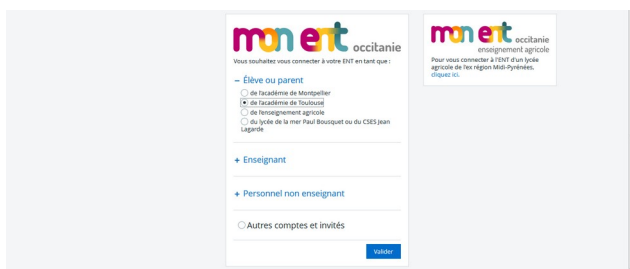 mon ent occitanie
Vous souhaitez vous connecter à votre ENT en tant que :
− Élève ou parent
de l'académie de Montpellier
de l'académie de Toulouse
de l'enseignement agricole
du lycée de la mer Paul Bousquet ou du CSES Jean
Lagarde
+ Enseignant
+ Personnel non enseignant
Autres comptes et invités
Valider
mon ent occitanie
enseignement agricole
Pour vous connecter à l'ENT d'un lycée
agricole de l'ex région Midi-Pyrénées,
cliquez ici.